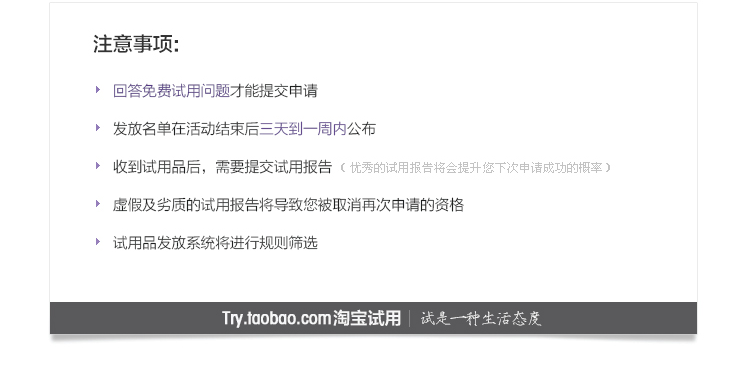 注意事项:
回答免费试用问题才能提交申请
发放名单在活动结束后三天到一周内公布
收到试用品后，需要提交试用报告（优秀的试用报告将会提升您下次申请成功的概率）
虚假及劣质的试用报告将导致您被取消再次申请的资格
试用品发放系统将进行规则筛选
Try.taobao.com淘宝试用 | 试是一种生活态度